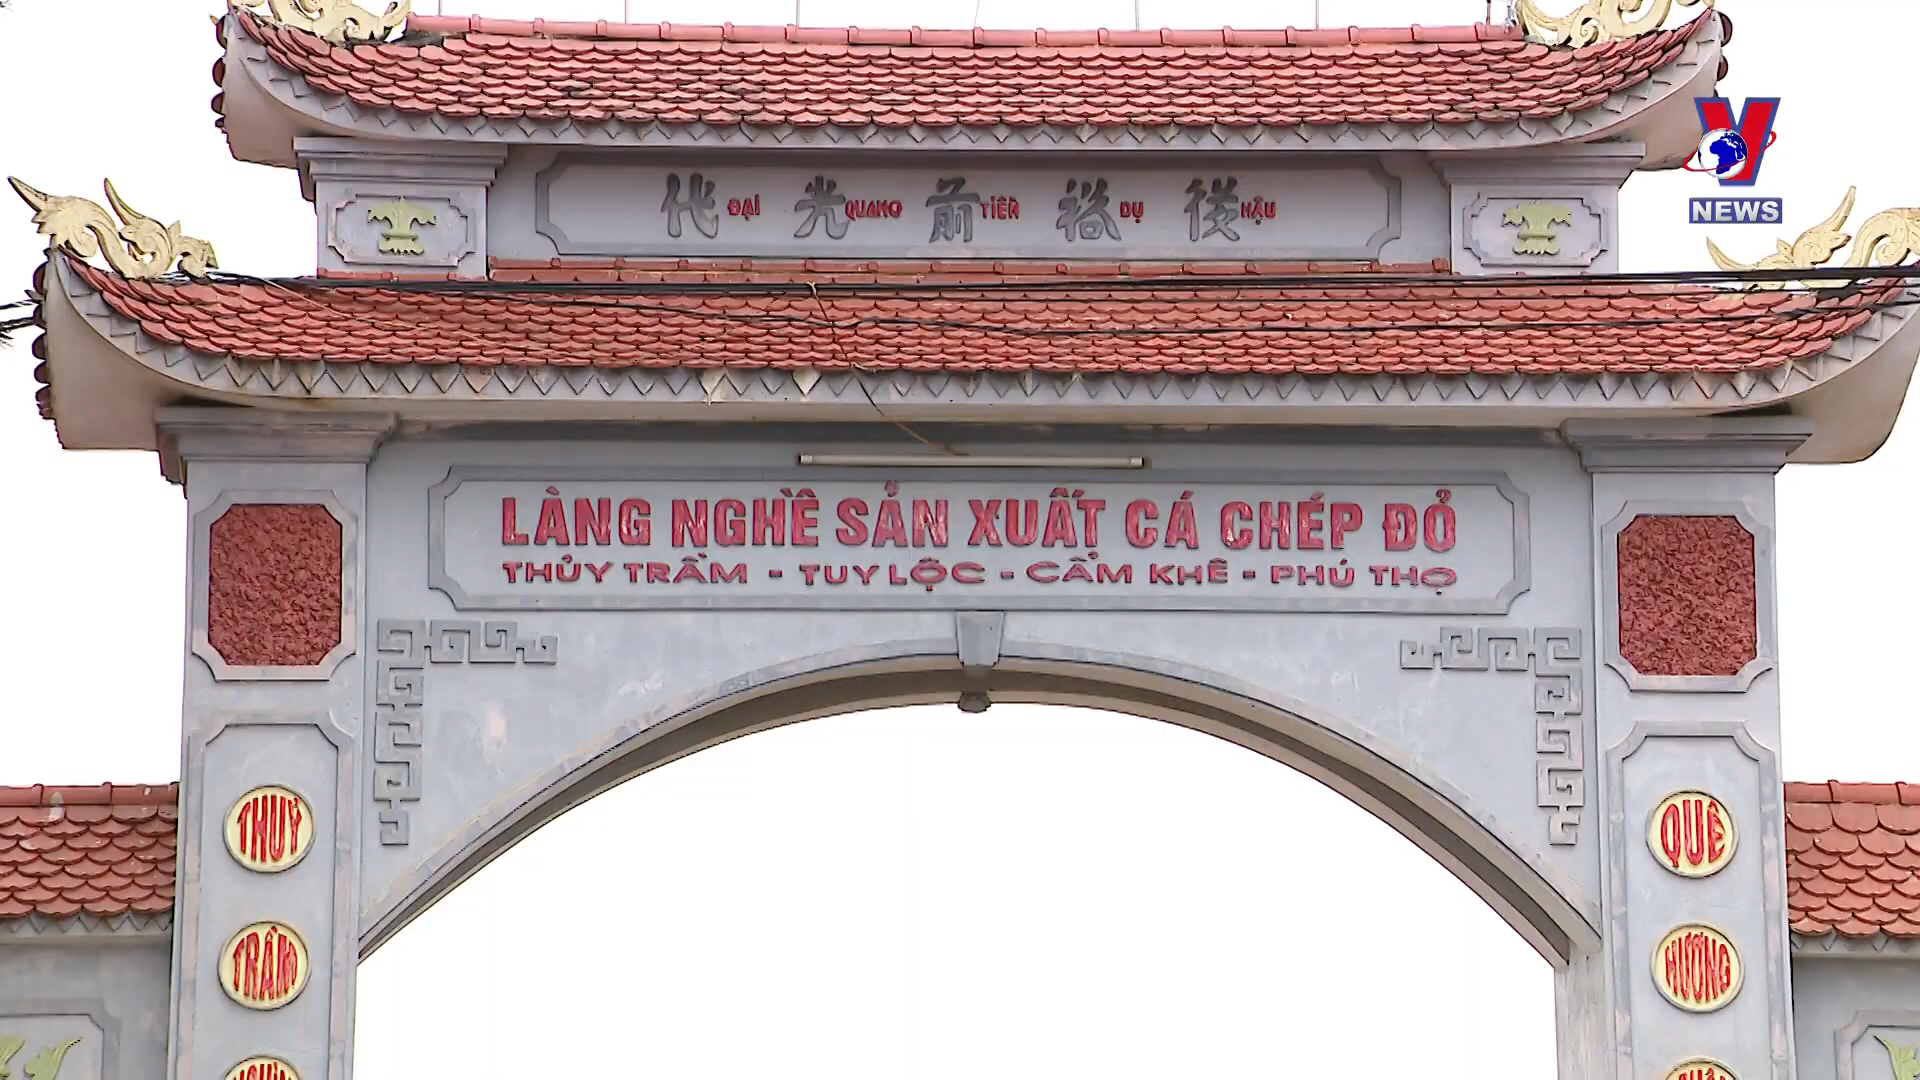 代 ĐẠI 光 QUANG 前 TIỀN 裕 DỤ 後 HẬU
V NEWS
LÀNG NGHỀ SẢN XUẤT CÁ CHÉP ĐỎ
THỦY TRẦM - TUY LỘC - CẨM KHÊ - PHÚ THỌ
THUỶ
TRẦM
QUÊ
HƯƠNG